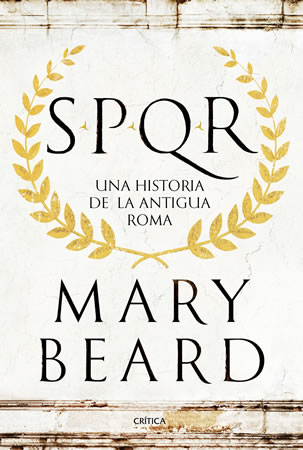 S·P·Q·R
UNA HISTORIA
DE LA ANTIGUA
ROMA
MARY
BEARD
CRÍTICA